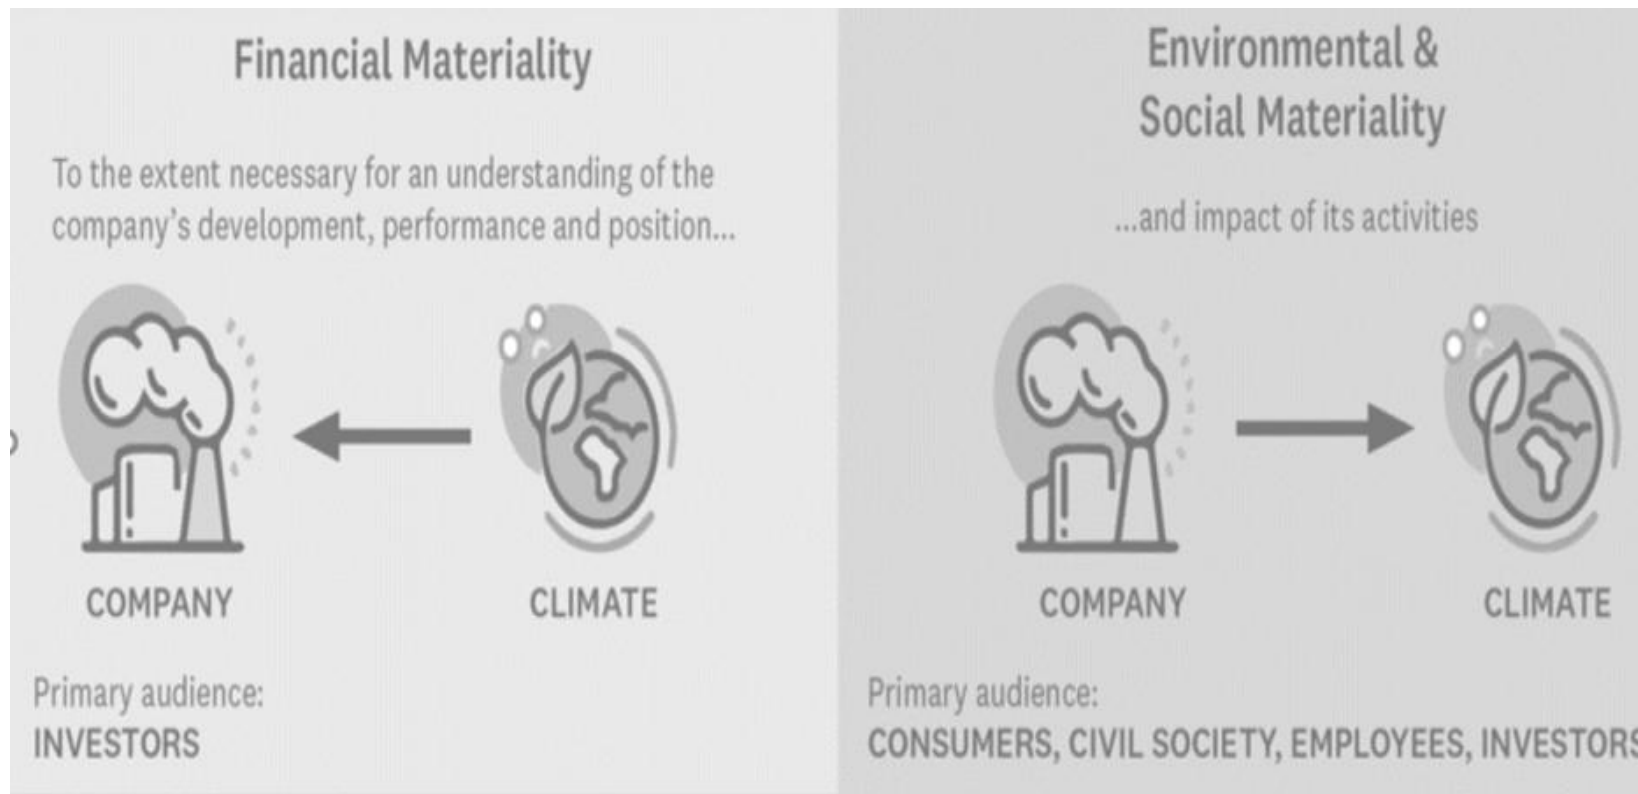 Financial Materiality
To the extent necessary for an understanding of the
company's development, performance and position...
COMPANY
CLIMATE
Primary audience:
INVESTORS
Environmental &
Social Materiality
...and impact of its activities
COMPANY
CLIMATE
Primary audience:
CONSUMERS, CIVIL SOCIETY, EMPLOYEES, INVESTORS